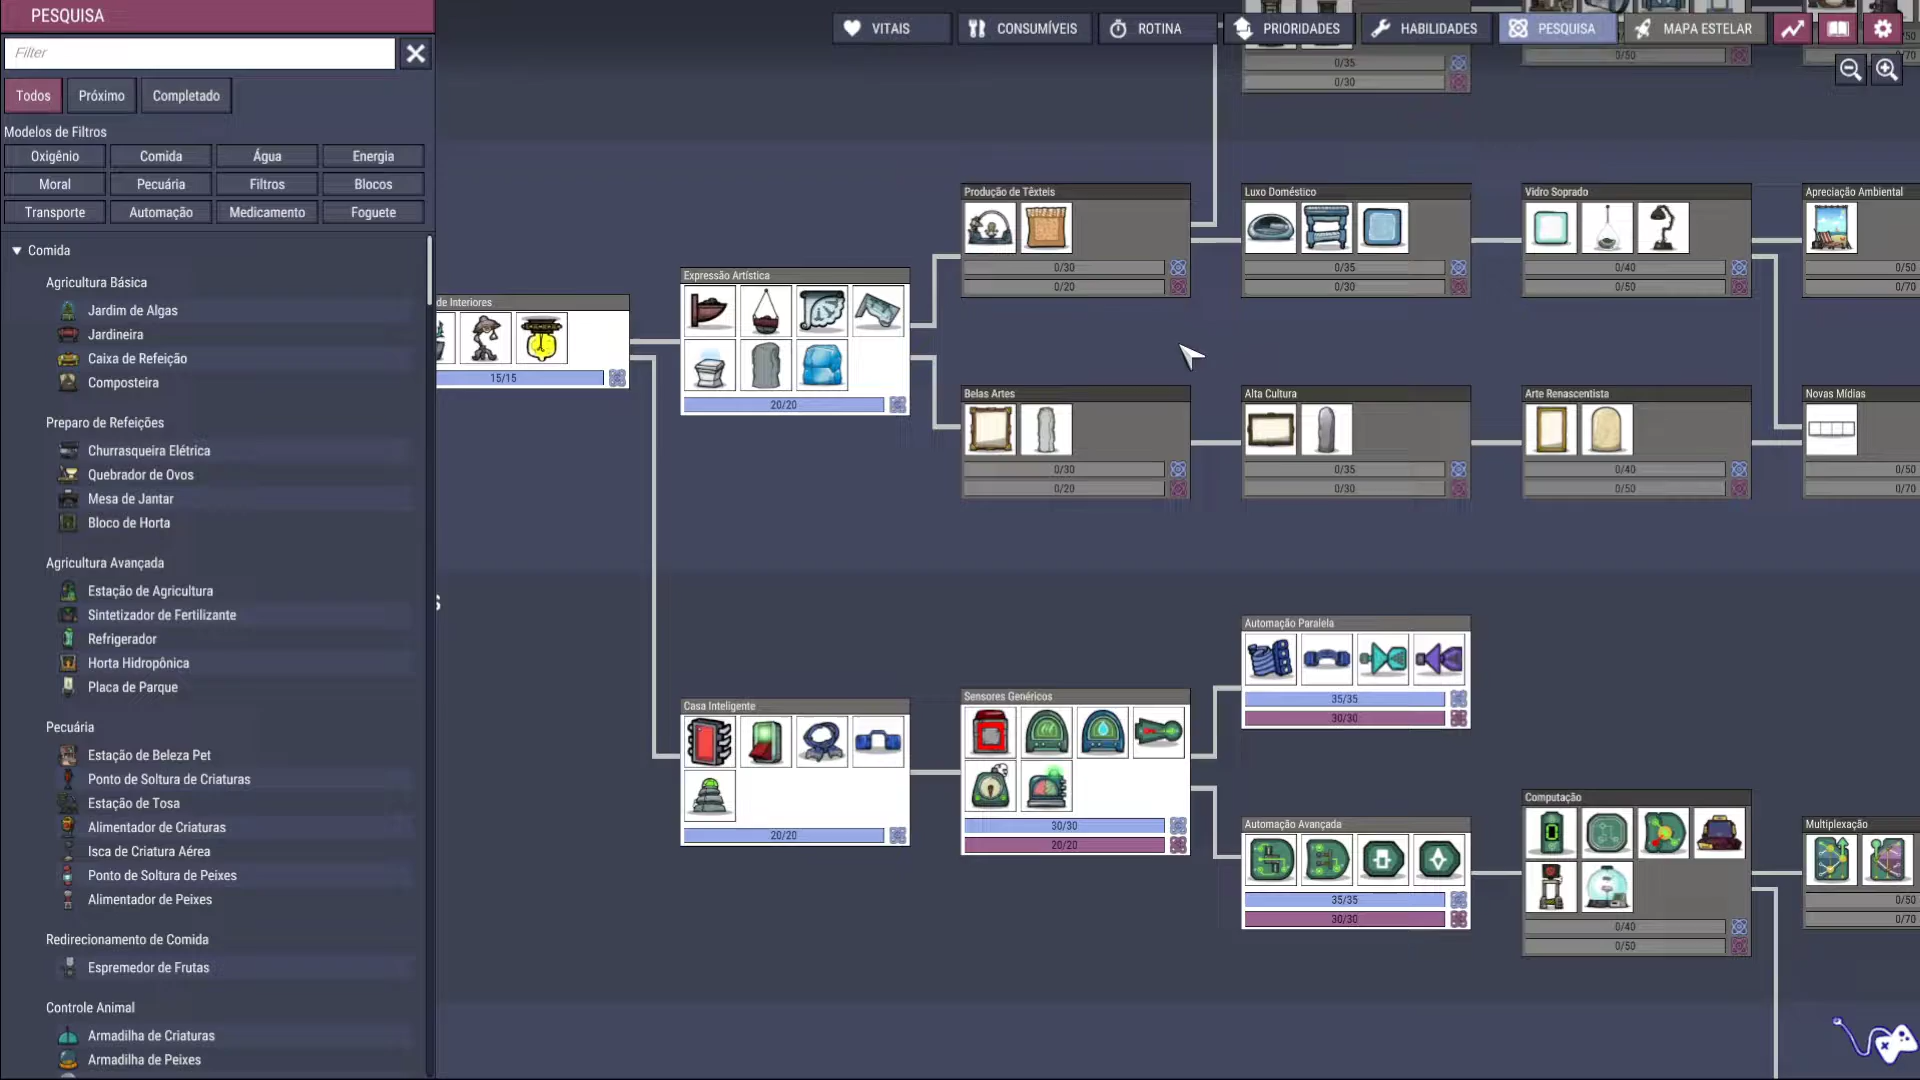 PESQUISA
VITAIS
CONSUMÍVEIS
ROTINA
PRIORIDADES
HABILIDADES
PESQUISA
MAPA ESTELAR
Filter
Todos
Próximo
Completado
Modelos de Filtros
Oxigênio
Comida
Água
Energia
Moral
Pecuária
Filtros
Blocos
Transporte
Automação
Medicamento
Foguete
Comida
Agricultura Básica
Jardim de Algas
Jardineira
Caixa de Refeição
Composteira
Preparo de Refeições
Churrasqueira Elétrica
Quebrador de Ovos
Mesa de Jantar
Bloco de Horta
Agricultura Avançada
Estação de Agricultura
Sintetizador de Fertilizante
Refrigerador
Horta Hidropônica
Placa de Parque
Pecuária
Estação de Beleza Pet
Ponto de Soltura de Criaturas
Estação de Tosa
Alimentador de Criaturas
Isca de Criatura Aérea
Ponto de Soltura de Peixes
Alimentador de Peixes
Redirecionamento de Comida
Espremedor de Frutas
Controle Animal
Armadilha de Criaturas
Armadilha de Peixes
0/35
0/30
0/50
/50
0/70
de Interiores
15/15
Expressão Artística
20/20
Produção de Têxteis
0/30
0/20
Luxo Doméstico
0/35
0/30
Vidro Soprado
0/40
0/50
Apreciação Ambiental
0/50
0/70
Belas Artes
0/30
0/20
Alta Cultura
0/35
0/30
Arte Renascentista
0/40
0/50
Novas Mídias
0/50
0/70
s
Casa Inteligente
20/20
Sensores Genéricos
30/30
20/20
Automação Paralela
35/35
30/30
Automação Avançada
35/35
30/30
Computação
0/40
0/50
Multiplexação
0/50
0/70